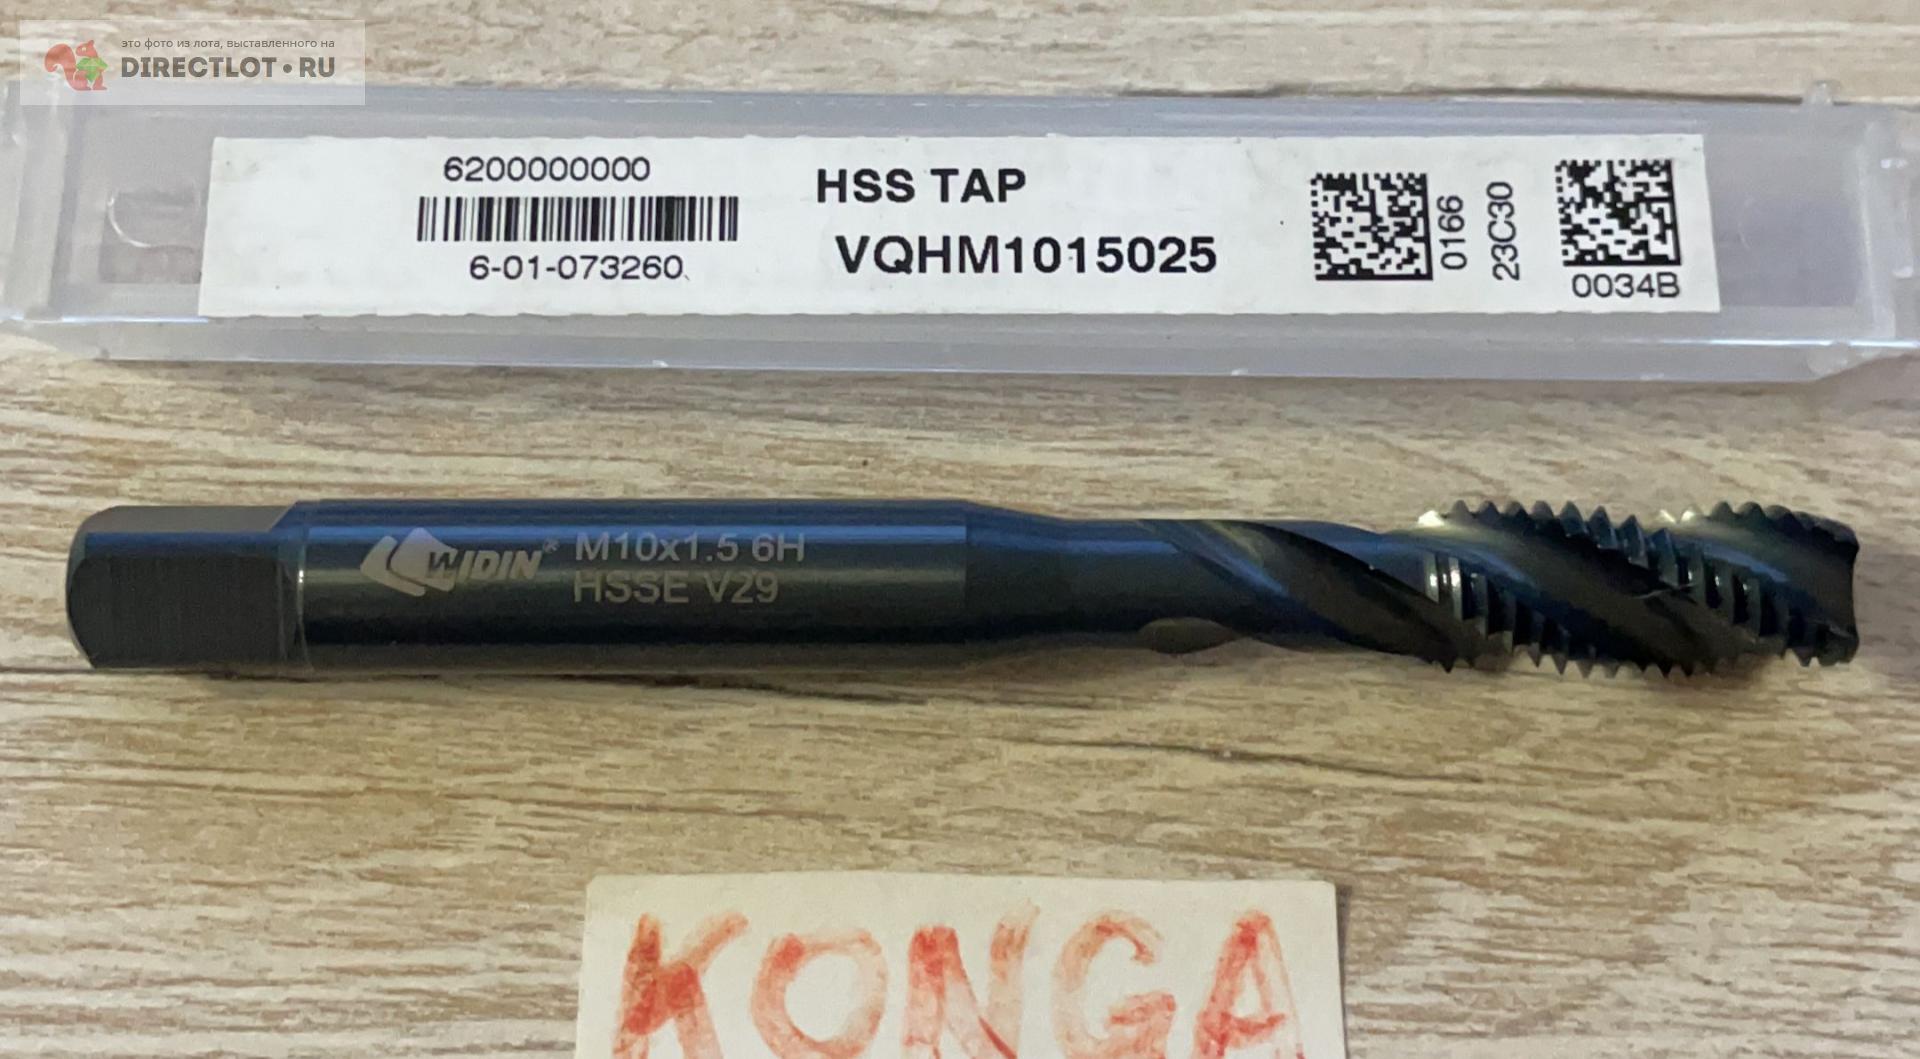 это фото из лота, выставленного на
DIRECTLOT•RU
6200000000
6-01-073260
HSS TAP
VQHM1015025
0166
23C30
0034B
WIDIN® M10x1.5 6H
HSSE V29
KONGA